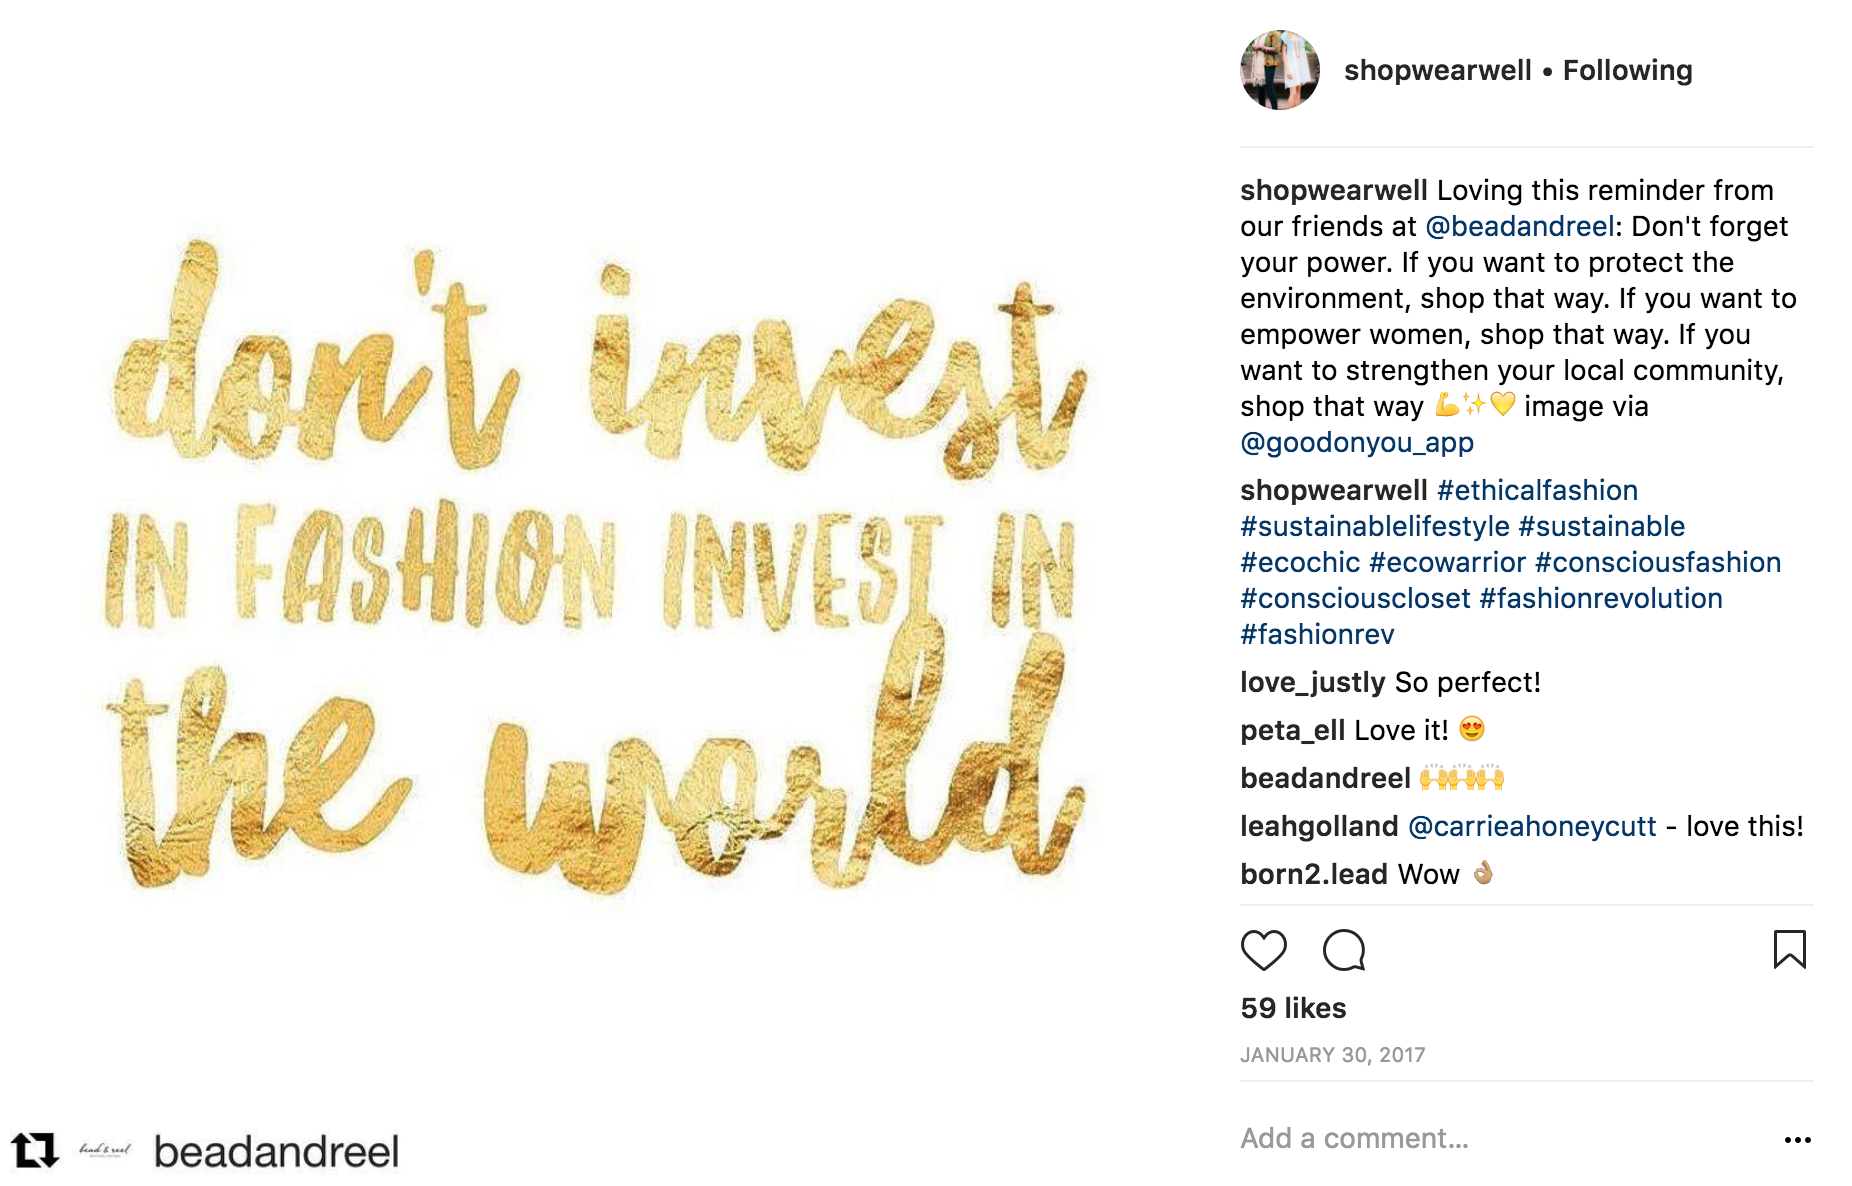 don't invest
IN FASHION INVEST IN
the world
bead & reel
beadandreel
shopwearwell • Following
shopwearwell Loving this reminder from
our friends at @beadandreel: Don't forget
your power. If you want to protect the
environment, shop that way. If you want to
empower women, shop that way. If you
want to strengthen your local community,
shop that way 💪✨💛 image via
@goodonyou_app
shopwearwell #ethicalfashion
#sustainablelifestyle #sustainable
#ecochic #ecowarrior #consciousfashion
#consciouscloset #fashionrevolution
#fashionrev
love_justly So perfect!
peta_ell Love it! 😍
beadandreel 🙌🙌🙌
leahgolland @carrieahoneycutt - love this!
born2.lead Wow 👌🏽
59 likes
JANUARY 30, 2017
Add a comment...